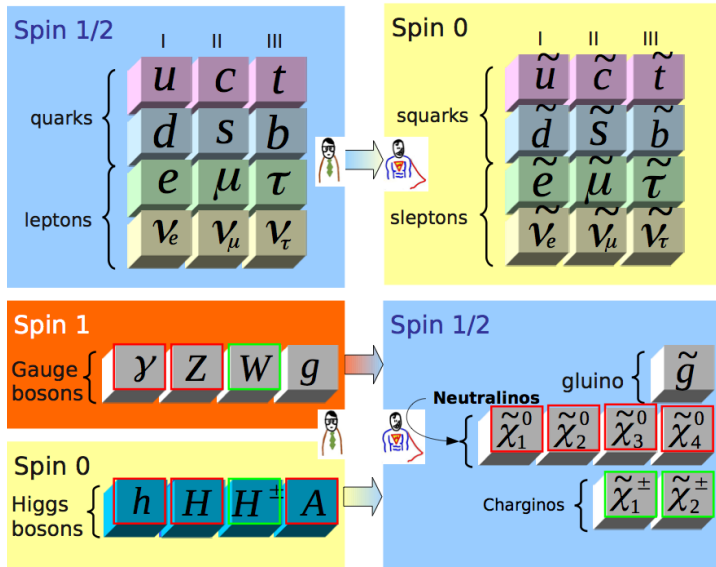 Spin 1/2
I II III
quarks
u c t
d s b
leptons
e μ τ
νe νμ ντ
Spin 0
I II III
squarks
ũ c̃ t̃
d̃ s̃ b̃
sleptons
ẽ μ̃ τ̃
ν̃e ν̃μ ν̃τ
Spin 1
Gauge
bosons
γ Z W g
Spin 0
Higgs
bosons
h H H± A
Spin 1/2
gluino
g̃
Neutralinos
χ̃⁰₁ χ̃⁰₂ χ̃⁰₃ χ̃⁰₄
Charginos
χ̃±₁ χ̃±₂